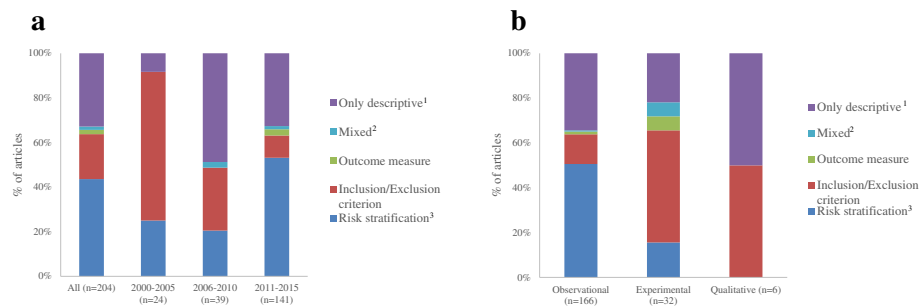 a
% of articles
100%
80%
60%
40%
20%
0%
All (n=204)
2000-2005
(n=24)
2006-2010
(n=39)
2011-2015
(n=141)
Only descriptive¹
Mixed²
Outcome measure
Inclusion/Exclusion
criterion
Risk stratification³
b
% of articles
100%
80%
60%
40%
20%
0%
Observational
(n=166)
Experimental
(n=32)
Qualitative (n=6)
Only descriptive¹
Mixed²
Outcome measure
Inclusion/Exclusion
criterion
Risk stratification³